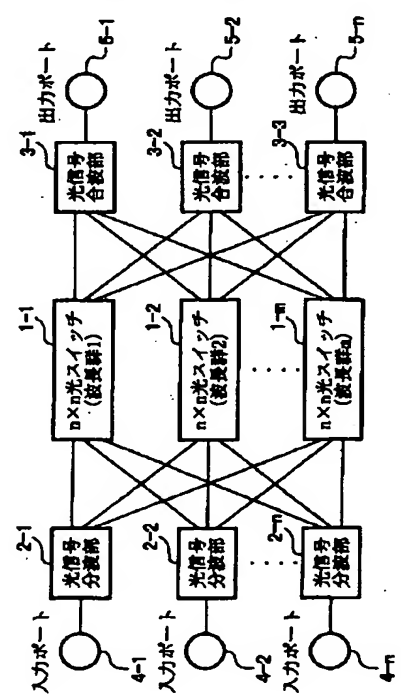 入力ポート
4-1
2-1
光信号
分波部
1-1
n×n光スイッチ
(波長群1)
3-1
光信号
合波部
出力ポート
5-1
入力ポート
4-2
2-2
光信号
分波部
1-2
n×n光スイッチ
(波長群2)
3-2
光信号
合波部
出力ポート
5-2
入力ポート
4-n
2-n
光信号
分波部
1-m
n×n光スイッチ
(波長群m)
3-3
光信号
合波部
出力ポート
5-n